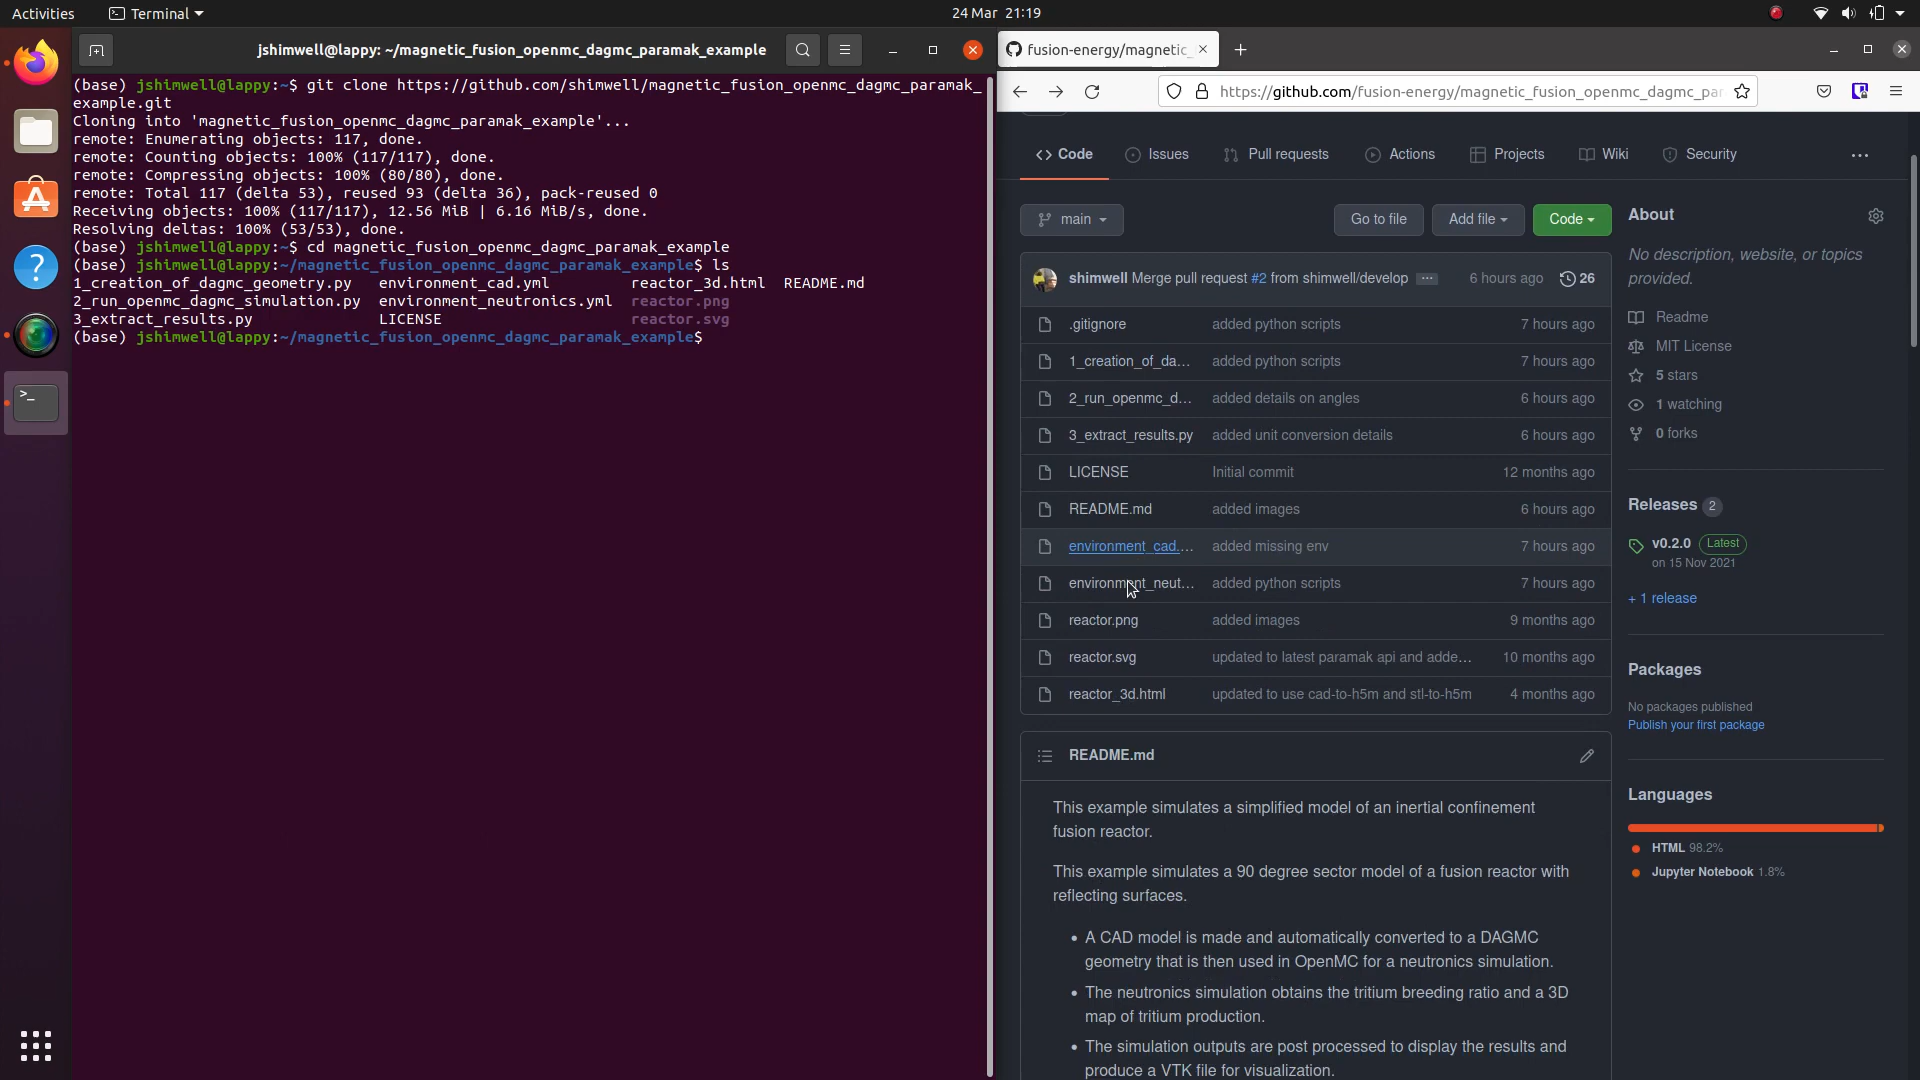 Activities
Terminal
24 Mar 21:19
jshimwell@lappy: ~/magnetic_fusion_openmc_dagmc_paramak_example
(base) jshimwell@lappy:~$ git clone https://github.com/shimwell/magnetic_fusion_openmc_dagmc_paramak_
example.git
Cloning into 'magnetic_fusion_openmc_dagmc_paramak_example'...
remote: Enumerating objects: 117, done.
remote: Counting objects: 100% (117/117), done.
remote: Compressing objects: 100% (80/80), done.
remote: Total 117 (delta 53), reused 93 (delta 36), pack-reused 0
Receiving objects: 100% (117/117), 12.56 MiB | 6.16 MiB/s, done.
Resolving deltas: 100% (53/53), done.
(base) jshimwell@lappy:~$ cd magnetic_fusion_openmc_dagmc_paramak_example
(base) jshimwell@lappy:~/magnetic_fusion_openmc_dagmc_paramak_example$ ls
1_creation_of_dagmc_geometry.py environment_cad.yml reactor_3d.html README.md
2_run_openmc_dagmc_simulation.py environment_neutronics.yml reactor.png
3_extract_results.py LICENSE reactor.svg
(base) jshimwell@lappy:~/magnetic_fusion_openmc_dagmc_paramak_example$
fusion-energy/magnetic_
https://github.com/fusion-energy/magnetic_fusion_openmc_dagmc_par
Code
Issues
Pull requests
Actions
Projects
Wiki
Security
main
Go to file
Add file
Code
shimwell Merge pull request #2 from shimwell/develop ... 6 hours ago 26
.gitignore added python scripts 7 hours ago
1_creation_of_da... added python scripts 7 hours ago
2_run_openmc_d... added details on angles 6 hours ago
3_extract_results.py added unit conversion details 6 hours ago
LICENSE Initial commit 12 months ago
README.md added images 6 hours ago
environment_cad.... added missing env 7 hours ago
environment_neut... added python scripts 7 hours ago
reactor.png added images 9 months ago
reactor.svg updated to latest paramak api and adde... 10 months ago
reactor_3d.html updated to use cad-to-h5m and stl-to-h5m 4 months ago
README.md
This example simulates a simplified model of an inertial confinement
fusion reactor.
This example simulates a 90 degree sector model of a fusion reactor with
reflecting surfaces.
• A CAD model is made and automatically converted to a DAGMC
geometry that is then used in OpenMC for a neutronics simulation.
• The neutronics simulation obtains the tritium breeding ratio and a 3D
map of tritium production.
• The simulation outputs are post processed to display the results and
produce a VTK file for visualization.
About
No description, website, or topics
provided.
Readme
MIT License
5 stars
1 watching
0 forks
Releases 2
v0.2.0 Latest
on 15 Nov 2021
+ 1 release
Packages
No packages published
Publish your first package
Languages
HTML 98.2%
Jupyter Notebook 1.8%